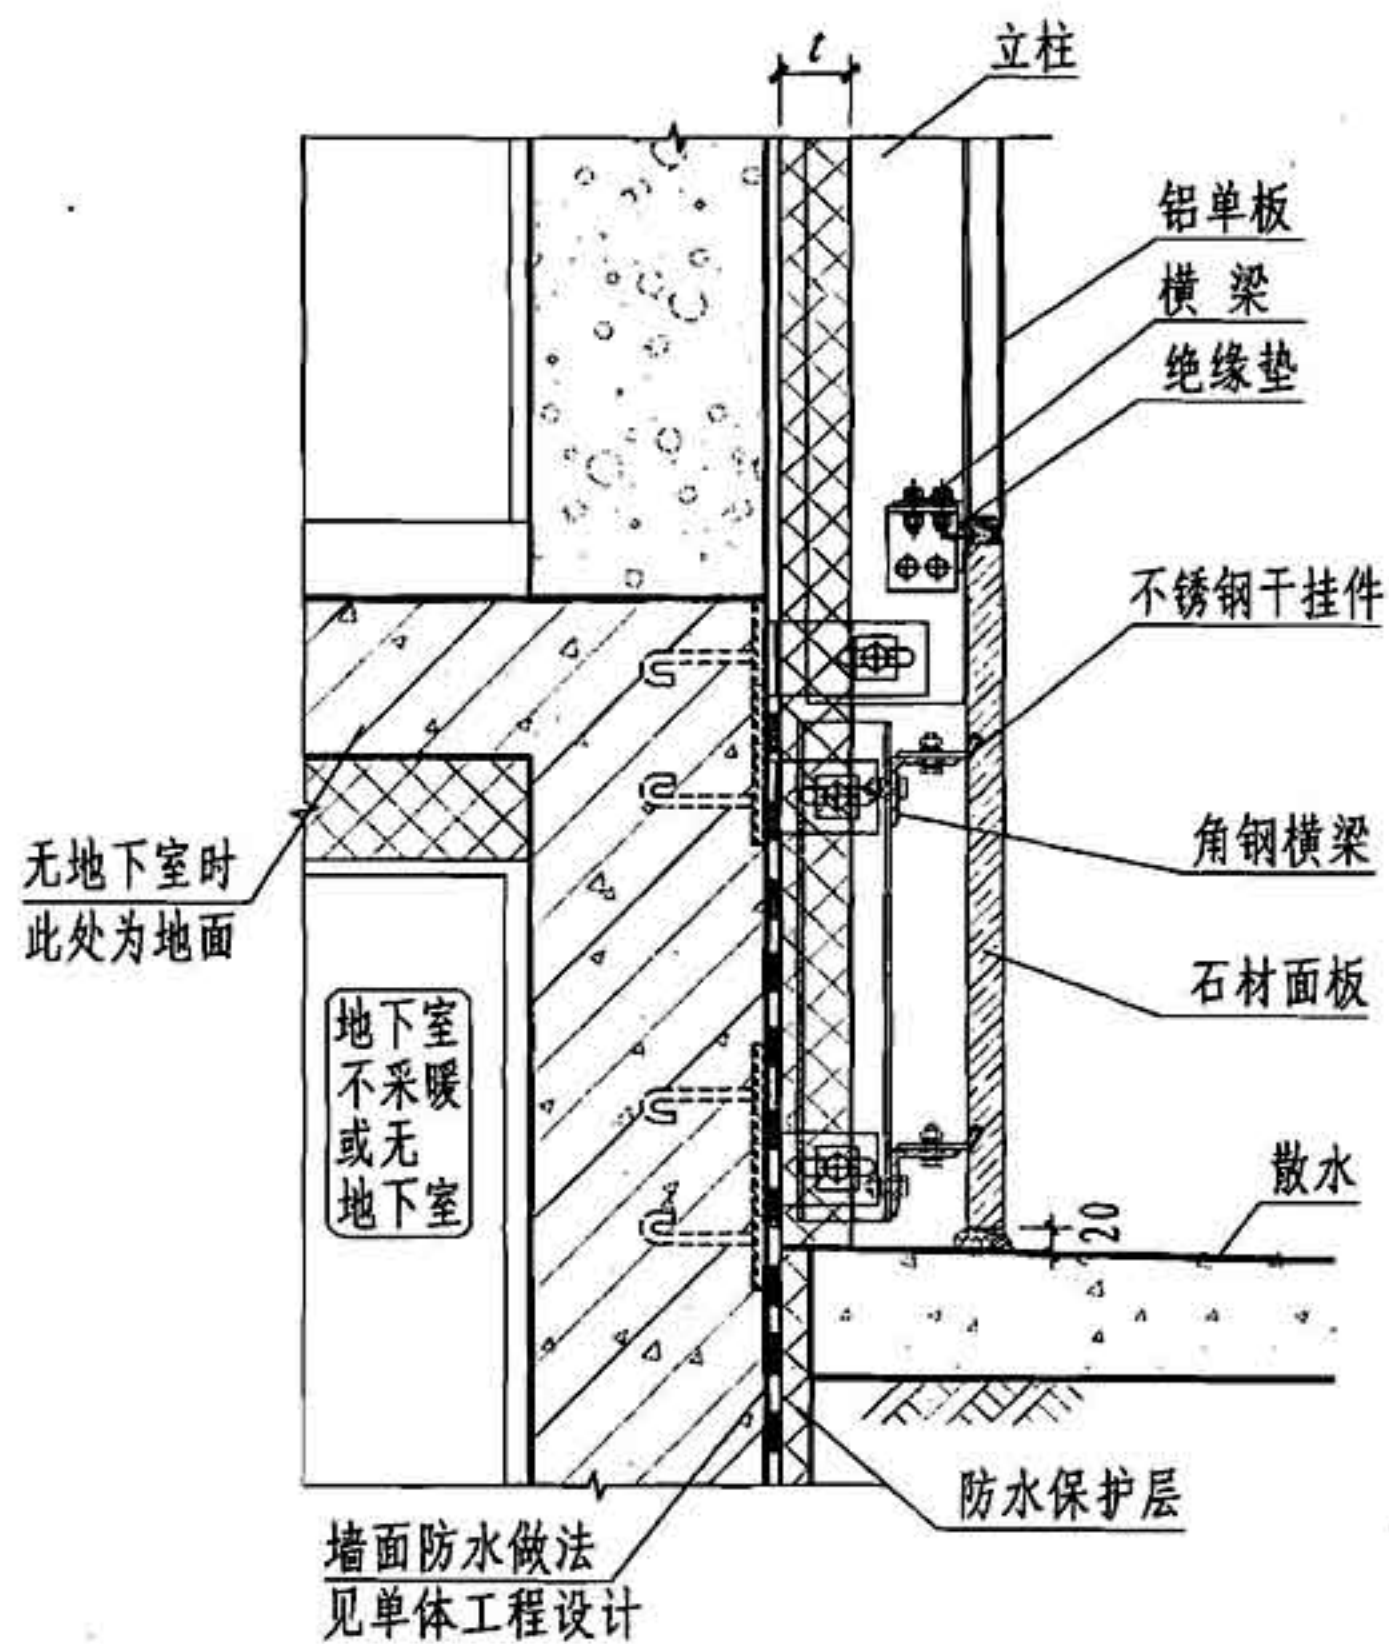 t
立柱
铝单板
横 梁
绝缘垫
不锈钢干挂件
角钢横梁
无地下室时
此处为地面
石材面板
地下室
不采暖
或无
地下室
散水
20
防水保护层
墙面防水做法
见单体工程设计